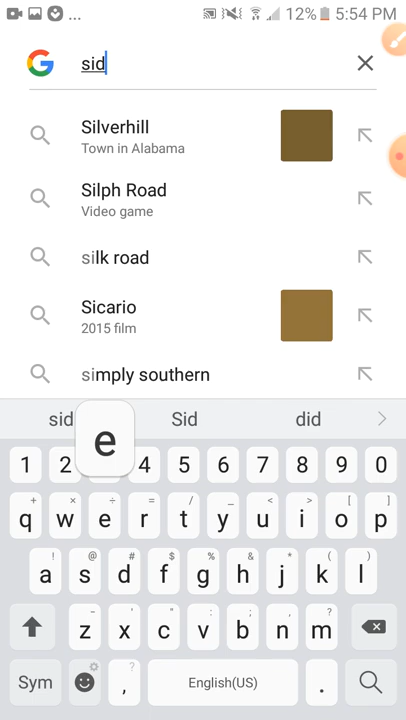 ... 12% 5:54 PM
sid
Silverhill
Town in Alabama
Silph Road
Video game
silk road
Sicario
2015 film
simply southern
sid Sid did
e
1 2 4 5 6 7 8 9 0
+ × ÷ = / _ < > [ ]
q w e r t y u i o p
! @ # $ % & * ( )
a s d f g h j k l
- ' " : ; , ?
z x c v b n m
Sym , ? English(US) .